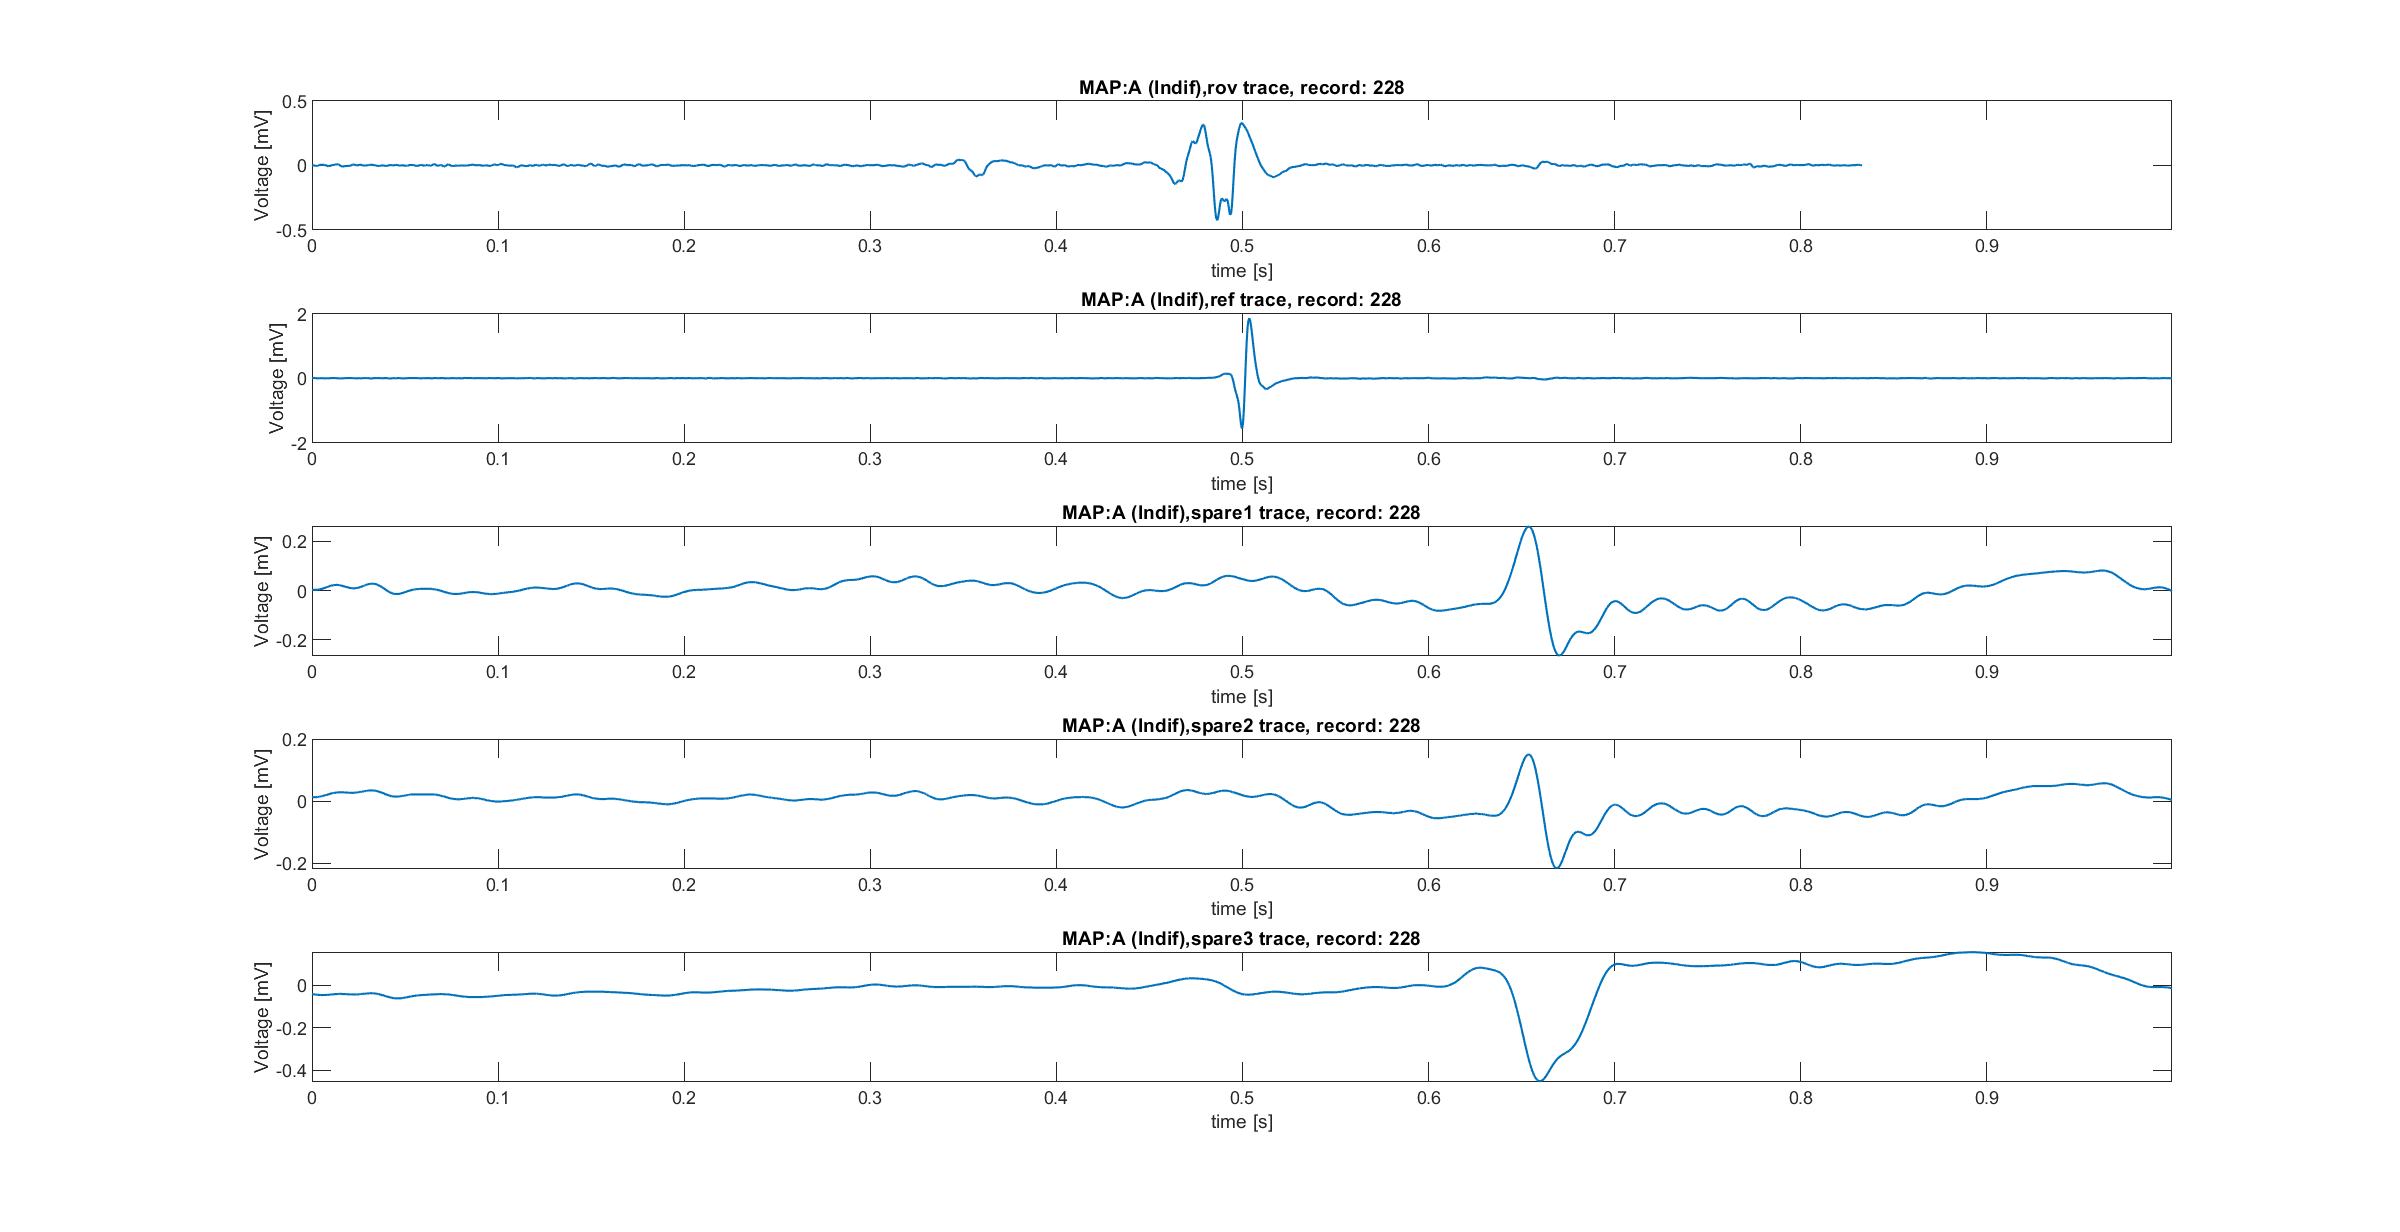 MAP:A (Indif),rov trace, record: 228
Voltage [mV]
0.5
0
-0.5
0 0.1 0.2 0.3 0.4 0.5 0.6 0.7 0.8 0.9
time [s]
MAP:A (Indif),ref trace, record: 228
Voltage [mV]
2
0
-2
0 0.1 0.2 0.3 0.4 0.5 0.6 0.7 0.8 0.9
time [s]
MAP:A (Indif),spare1 trace, record: 228
Voltage [mV]
0.2
0
-0.2
0 0.1 0.2 0.3 0.4 0.5 0.6 0.7 0.8 0.9
time [s]
MAP:A (Indif),spare2 trace, record: 228
Voltage [mV]
0.2
0
-0.2
0 0.1 0.2 0.3 0.4 0.5 0.6 0.7 0.8 0.9
time [s]
MAP:A (Indif),spare3 trace, record: 228
Voltage [mV]
0
-0.2
-0.4
0 0.1 0.2 0.3 0.4 0.5 0.6 0.7 0.8 0.9
time [s]